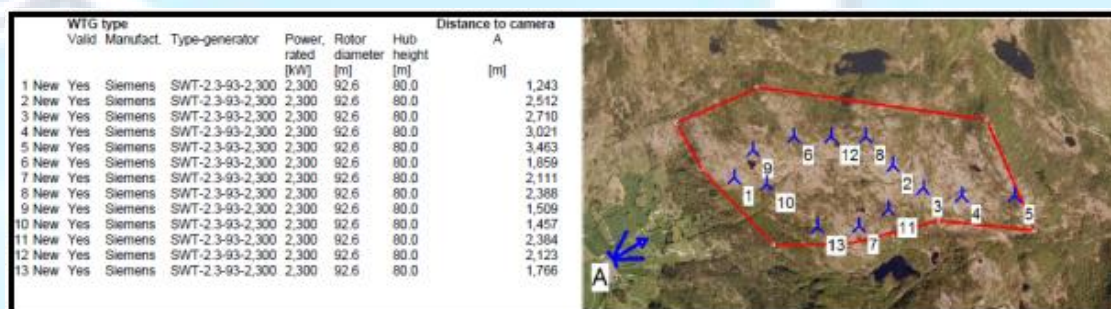 WTG type Distance to camera
Valid Manufact. Type-generator Power, Rotor Hub A
rated diameter height
[kW] [m] [m] [m]
1 New Yes Siemens SWT-2.3-93-2,300 2,300 92.6 80.0 1,243
2 New Yes Siemens SWT-2.3-93-2,300 2,300 92.6 80.0 2,512
3 New Yes Siemens SWT-2.3-93-2,300 2,300 92.6 80.0 2,710
4 New Yes Siemens SWT-2.3-93-2,300 2,300 92.6 80.0 3,021
5 New Yes Siemens SWT-2.3-93-2,300 2,300 92.6 80.0 3,463
6 New Yes Siemens SWT-2.3-93-2,300 2,300 92.6 80.0 1,859
7 New Yes Siemens SWT-2.3-93-2,300 2,300 92.6 80.0 2,111
8 New Yes Siemens SWT-2.3-93-2,300 2,300 92.6 80.0 2,388
9 New Yes Siemens SWT-2.3-93-2,300 2,300 92.6 80.0 1,509
10 New Yes Siemens SWT-2.3-93-2,300 2,300 92.6 80.0 1,457
11 New Yes Siemens SWT-2.3-93-2,300 2,300 92.6 80.0 2,384
12 New Yes Siemens SWT-2.3-93-2,300 2,300 92.6 80.0 2,123
13 New Yes Siemens SWT-2.3-93-2,300 2,300 92.6 80.0 1,766
6 12 8
9
1 10 2
3 4 5
11
13 7
A